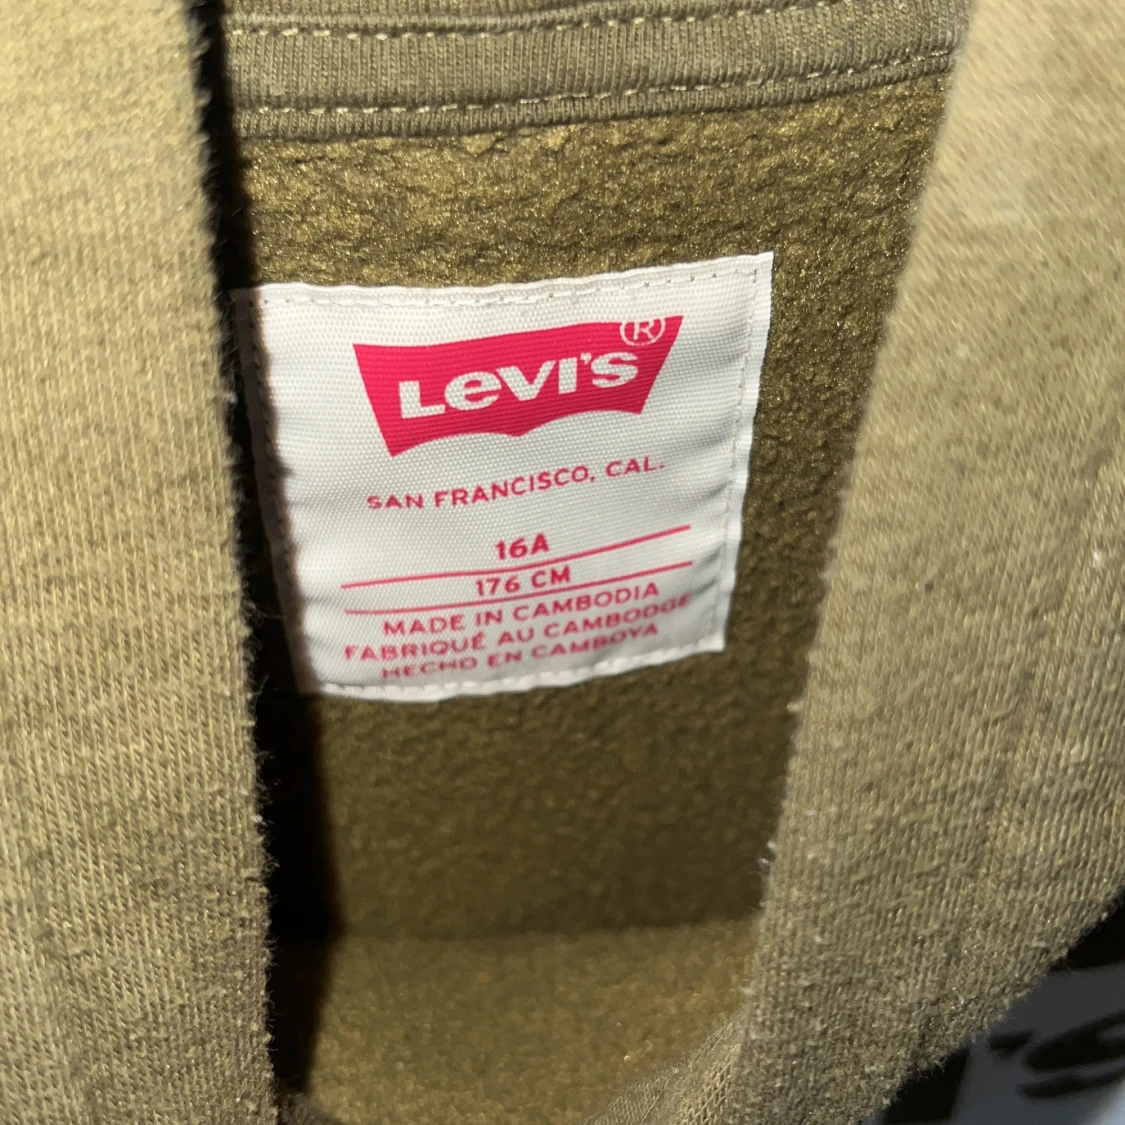 LEVI'S®
SAN FRANCISCO, CAL.
16A
176 CM
MADE IN CAMBODIA
FABRIQUÉ AU CAMBODGE
HECHO EN CAMBOYA